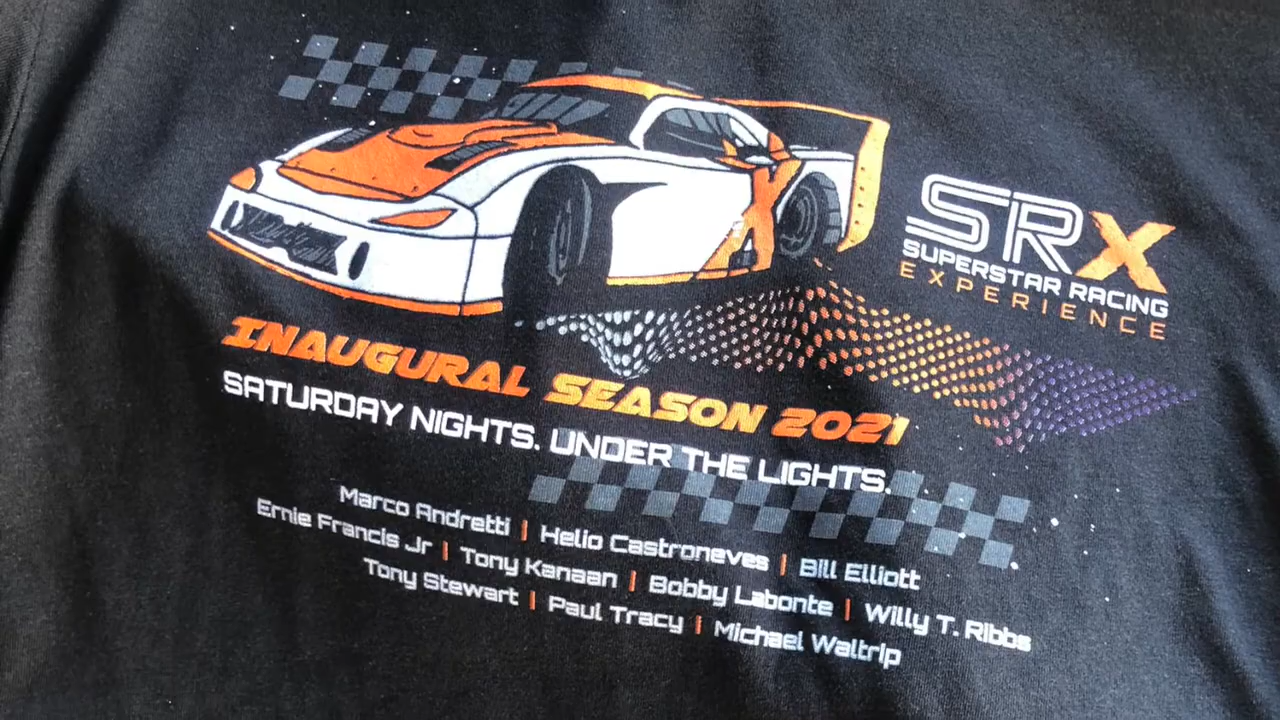 SRX
SUPERSTAR RACING
EXPERIENCE
INAUGURAL SEASON 2021
SATURDAY NIGHTS. UNDER THE LIGHTS.
Marco Andretti | Helio Castroneves | Bill Elliott
Ernie Francis Jr | Tony Kanaan | Bobby Labonte | Willy T. Ribbs
Tony Stewart | Paul Tracy | Michael Waltrip